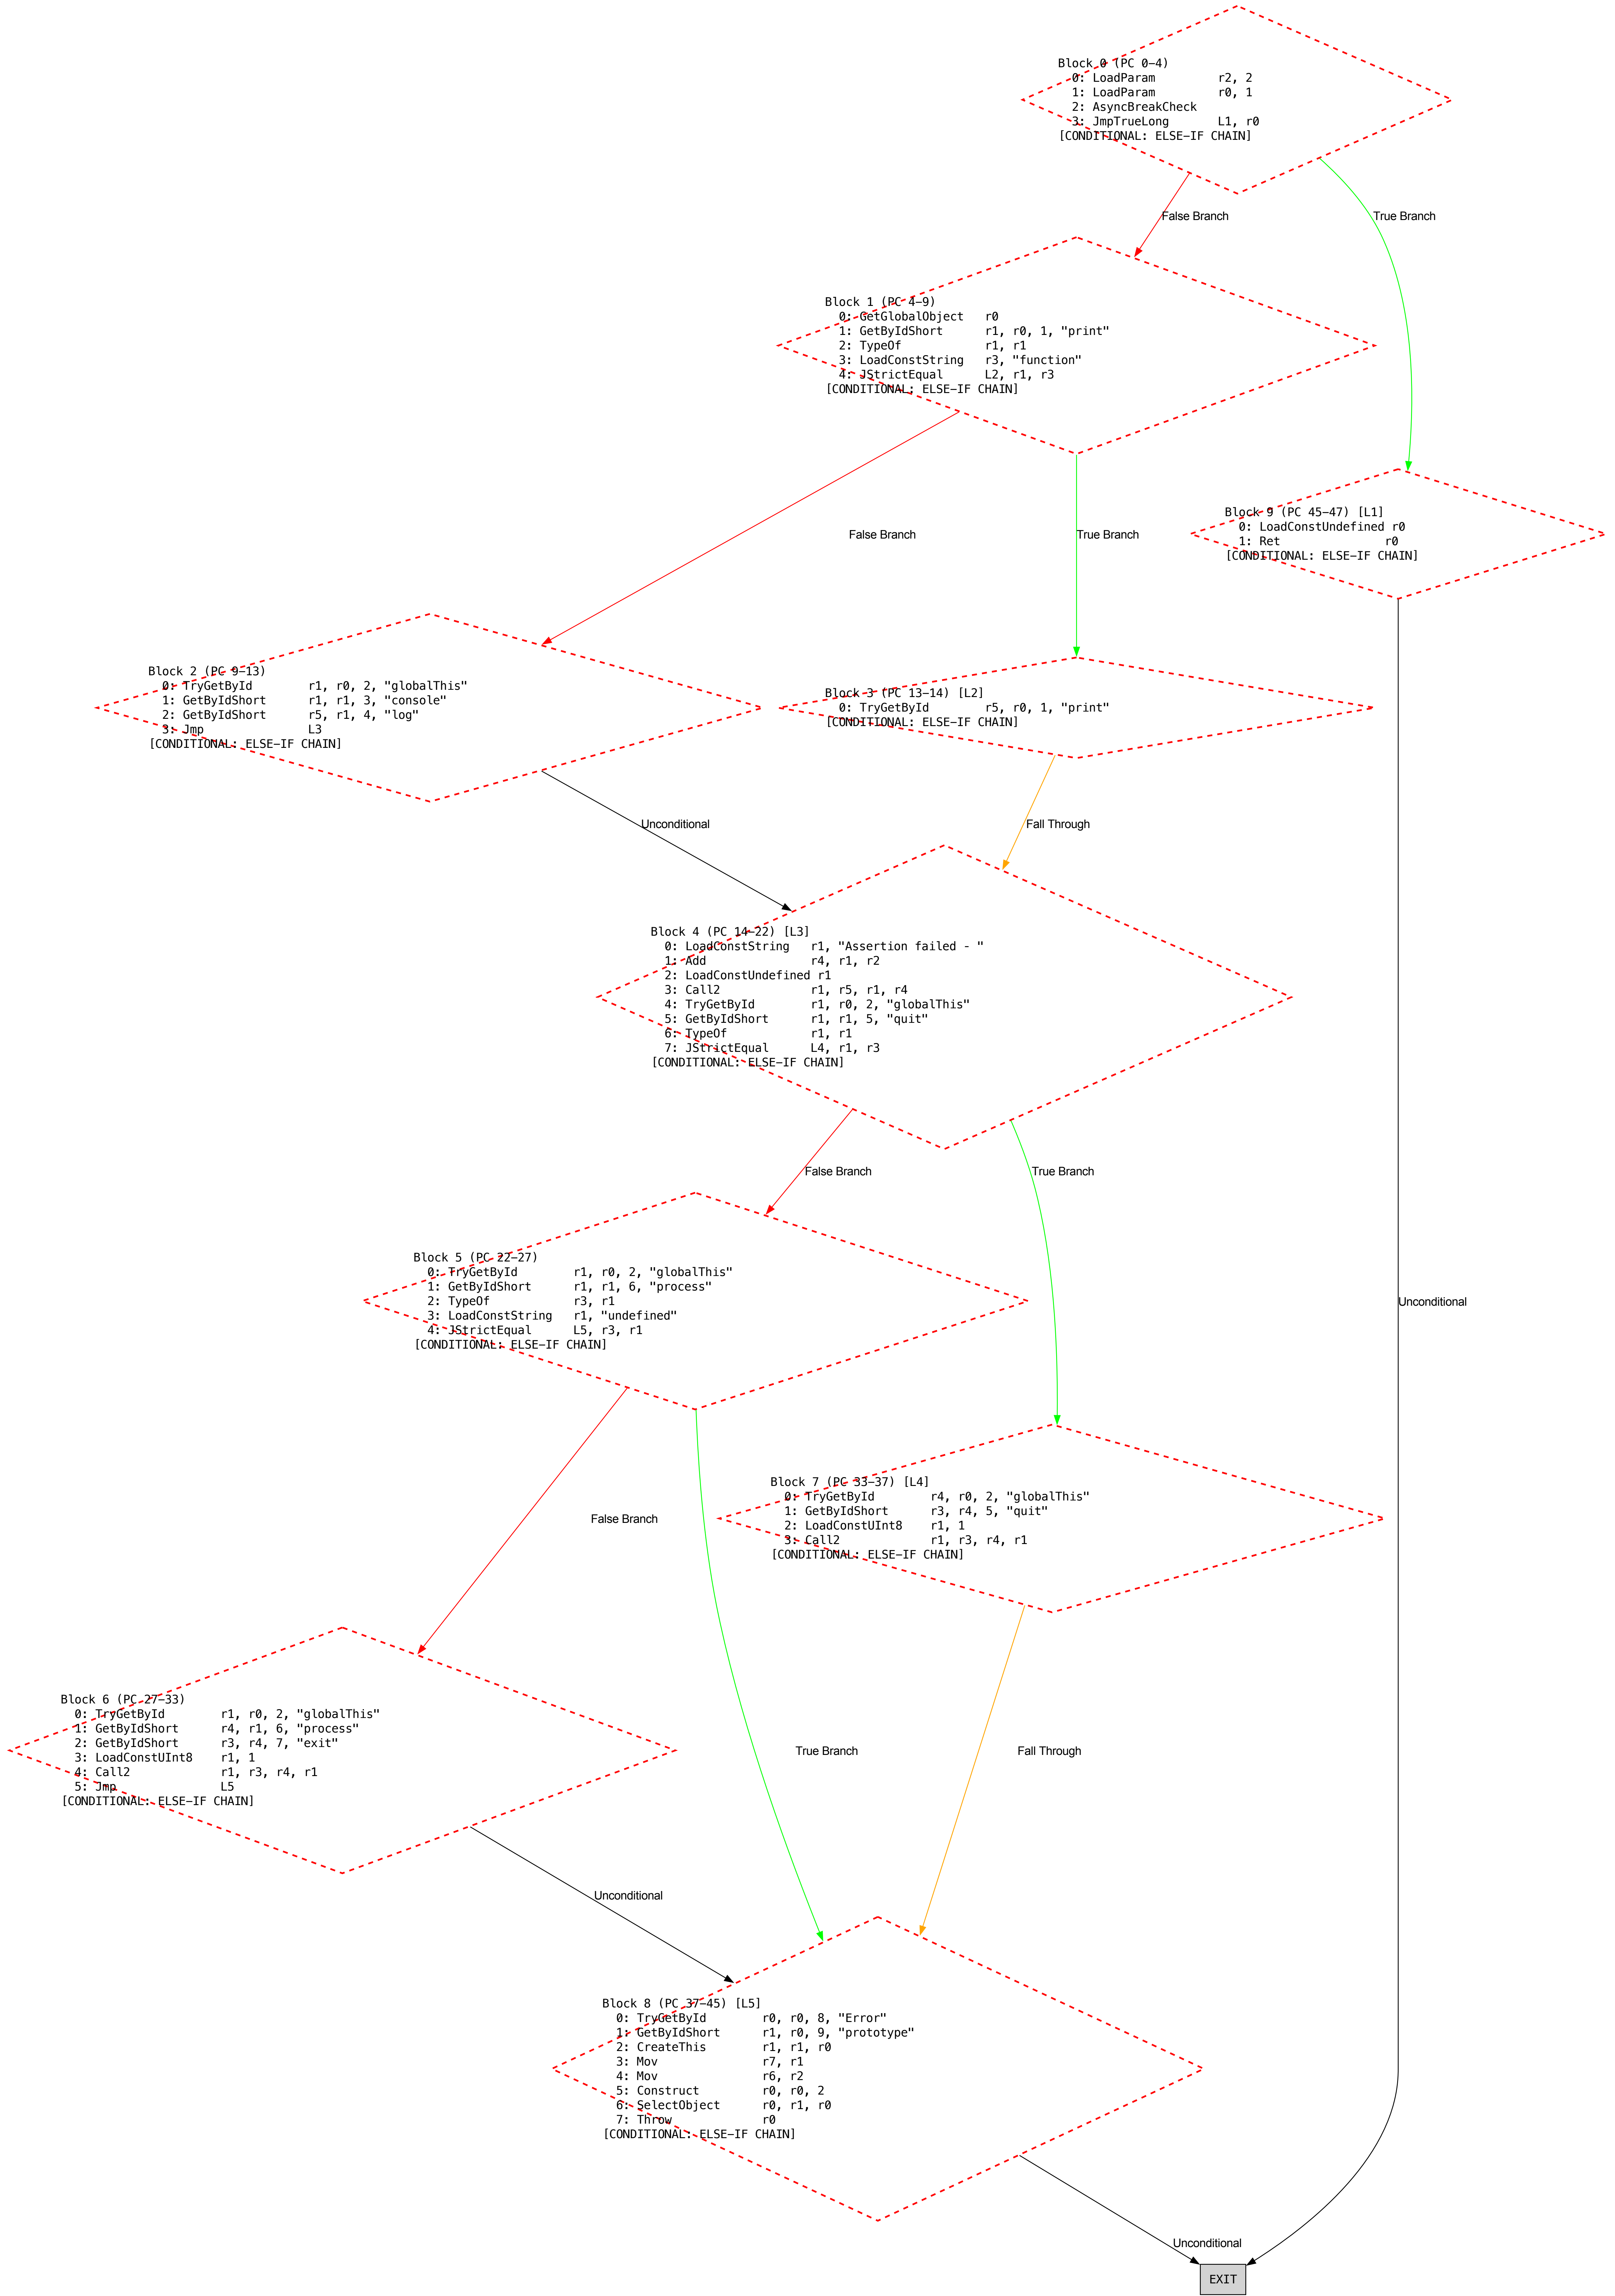 Block 0 (PC 0-4)
0: LoadParam r2, 2
1: LoadParam r0, 1
2: AsyncBreakCheck
3: JmpTrueLong L1, r0
[CONDITIONAL: ELSE-IF CHAIN]
False Branch
True Branch
Block 1 (PC 4-9)
0: GetGlobalObject r0
1: GetByIdShort r1, r0, 1, "print"
2: TypeOf r1, r1
3: LoadConstString r3, "function"
4: JStrictEqual L2, r1, r3
[CONDITIONAL: ELSE-IF CHAIN]
False Branch
True Branch
Block 9 (PC 45-47) [L1]
0: LoadConstUndefined r0
1: Ret r0
[CONDITIONAL: ELSE-IF CHAIN]
Block 2 (PC 9-13)
0: TryGetById r1, r0, 2, "globalThis"
1: GetByIdShort r1, r1, 3, "console"
2: GetByIdShort r5, r1, 4, "log"
3: Jmp L3
[CONDITIONAL: ELSE-IF CHAIN]
Block 3 (PC 13-14) [L2]
0: TryGetById r5, r0, 1, "print"
[CONDITIONAL: ELSE-IF CHAIN]
Unconditional
Fall Through
Block 4 (PC 14-22) [L3]
0: LoadConstString r1, "Assertion failed - "
1: Add r4, r1, r2
2: LoadConstUndefined r1
3: Call2 r1, r5, r1, r4
4: TryGetById r1, r0, 2, "globalThis"
5: GetByIdShort r1, r1, 5, "quit"
6: TypeOf r1, r1
7: JStrictEqual L4, r1, r3
[CONDITIONAL: ELSE-IF CHAIN]
False Branch
True Branch
Block 5 (PC 22-27)
0: TryGetById r1, r0, 2, "globalThis"
1: GetByIdShort r1, r1, 6, "process"
2: TypeOf r3, r1
3: LoadConstString r1, "undefined"
4: JStrictEqual L5, r3, r1
[CONDITIONAL: ELSE-IF CHAIN]
Unconditional
False Branch
Block 7 (PC 33-37) [L4]
0: TryGetById r4, r0, 2, "globalThis"
1: GetByIdShort r3, r4, 5, "quit"
2: LoadConstUInt8 r1, 1
3: Call2 r1, r3, r4, r1
[CONDITIONAL: ELSE-IF CHAIN]
Block 6 (PC 27-33)
0: TryGetById r1, r0, 2, "globalThis"
1: GetByIdShort r4, r1, 6, "process"
2: GetByIdShort r3, r4, 7, "exit"
3: LoadConstUInt8 r1, 1
4: Call2 r1, r3, r4, r1
5: Jmp L5
[CONDITIONAL: ELSE-IF CHAIN]
True Branch
Fall Through
Unconditional
Block 8 (PC 37-45) [L5]
0: TryGetById r0, r0, 8, "Error"
1: GetByIdShort r1, r0, 9, "prototype"
2: CreateThis r1, r1, r0
3: Mov r7, r1
4: Mov r6, r2
5: Construct r0, r0, 2
6: SelectObject r0, r1, r0
7: Throw r0
[CONDITIONAL: ELSE-IF CHAIN]
Unconditional
EXIT